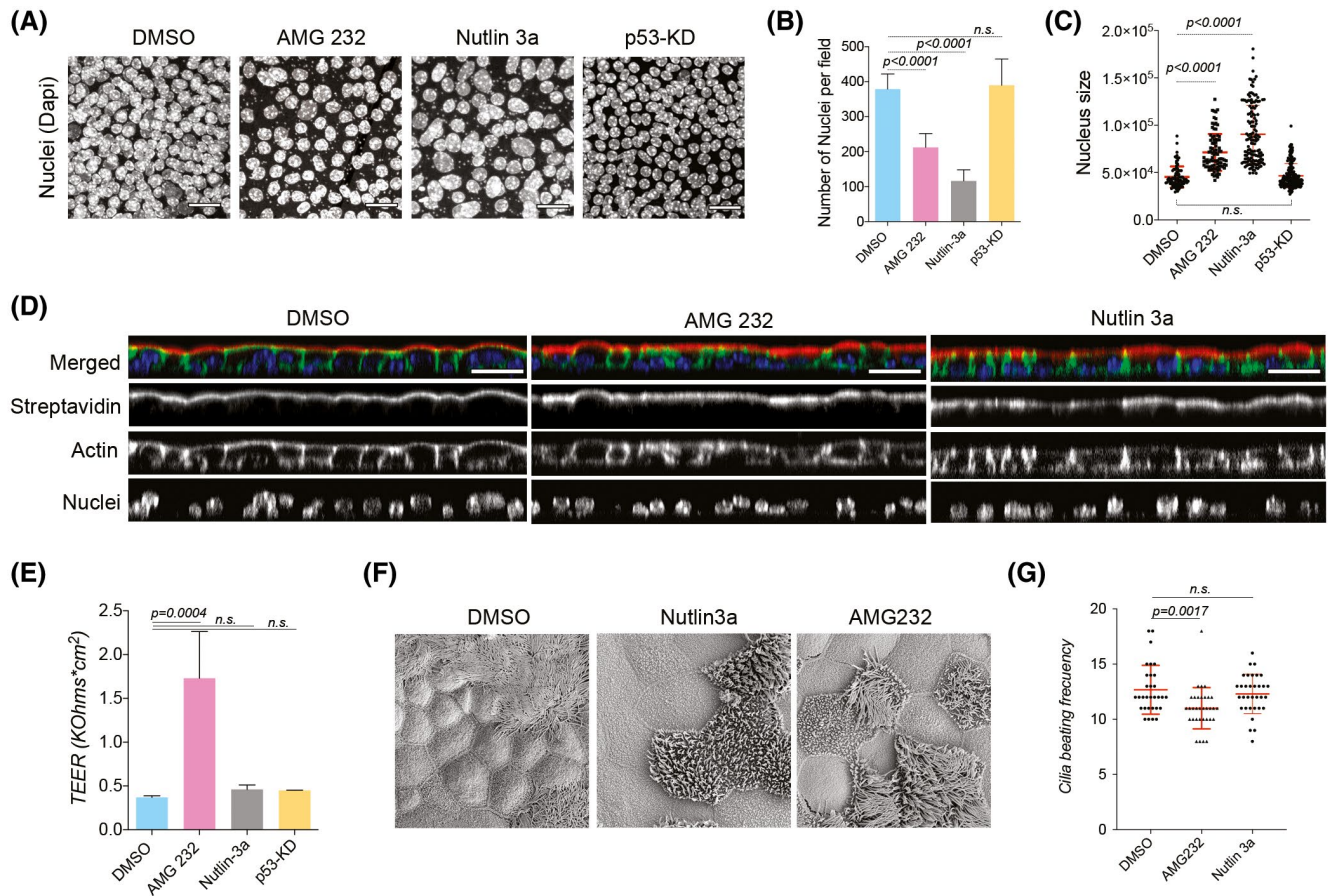 (A)
DMSO
AMG 232
Nutlin 3a
p53-KD
Nuclei (Dapi)
(B)
n.s.
p<0.0001
p<0.0001
Number of Nuclei per field
500
400
300
200
100
0
DMSO
AMG 232
Nutlin-3a
p53-KD
(C)
p<0.0001
p<0.0001
Nucleus size
2.0×10⁵
1.5×10⁵
1.0×10⁵
5.0×10⁴
0.0
n.s.
DMSO
AMG 232
Nutlin-3a
p53-KD
(D)
DMSO
AMG 232
Nutlin 3a
Merged
Streptavidin
Actin
Nuclei
(E)
p=0.0004
n.s.
n.s.
TEER (KOhms*cm²)
2.5
2.0
1.5
1.0
0.5
0.0
DMSO
AMG 232
Nutlin-3a
p53-KD
(F)
DMSO
Nutlin3a
AMG232
(G)
n.s.
p=0.0017
Cilia beating frecuency
20
15
10
5
0
DMSO
AMG232
Nutlin 3a